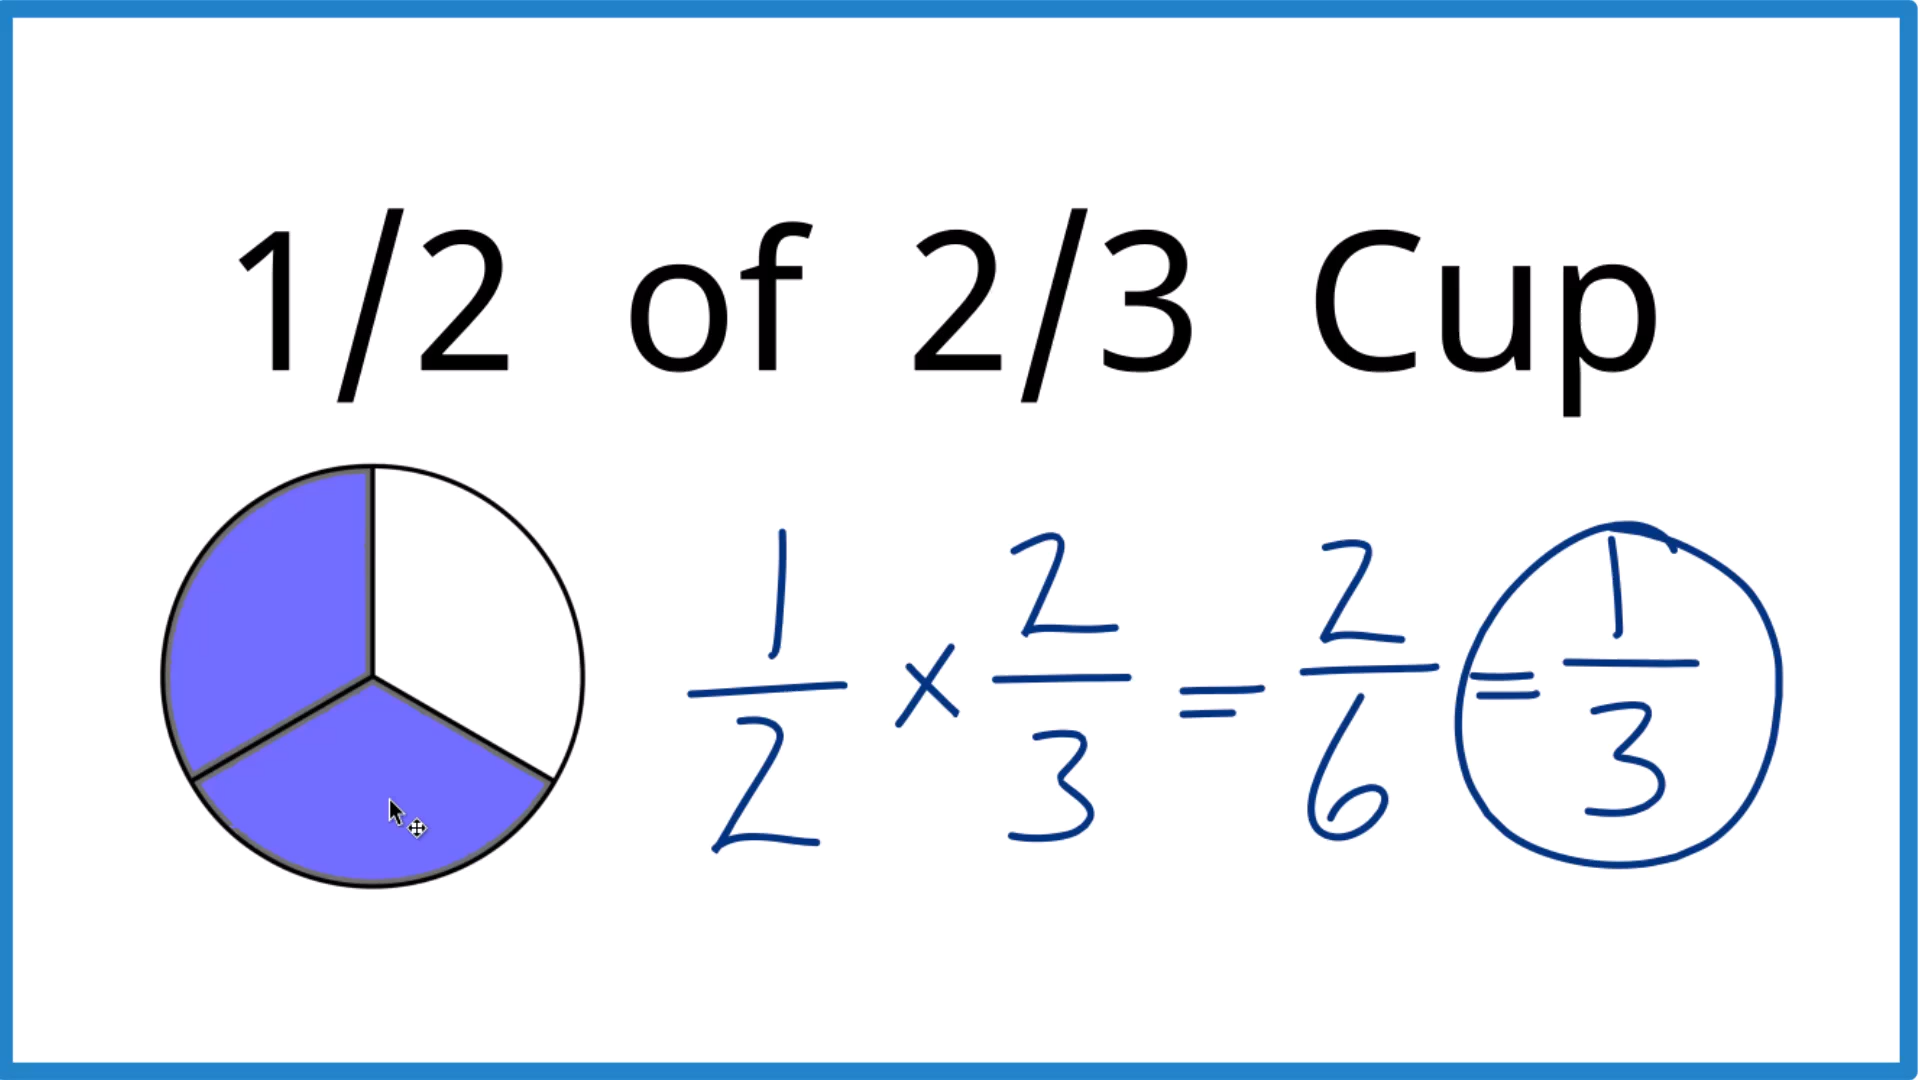 1/2 of 2/3 Cup
1/2 × 2/3 = 2/6 = 1/3